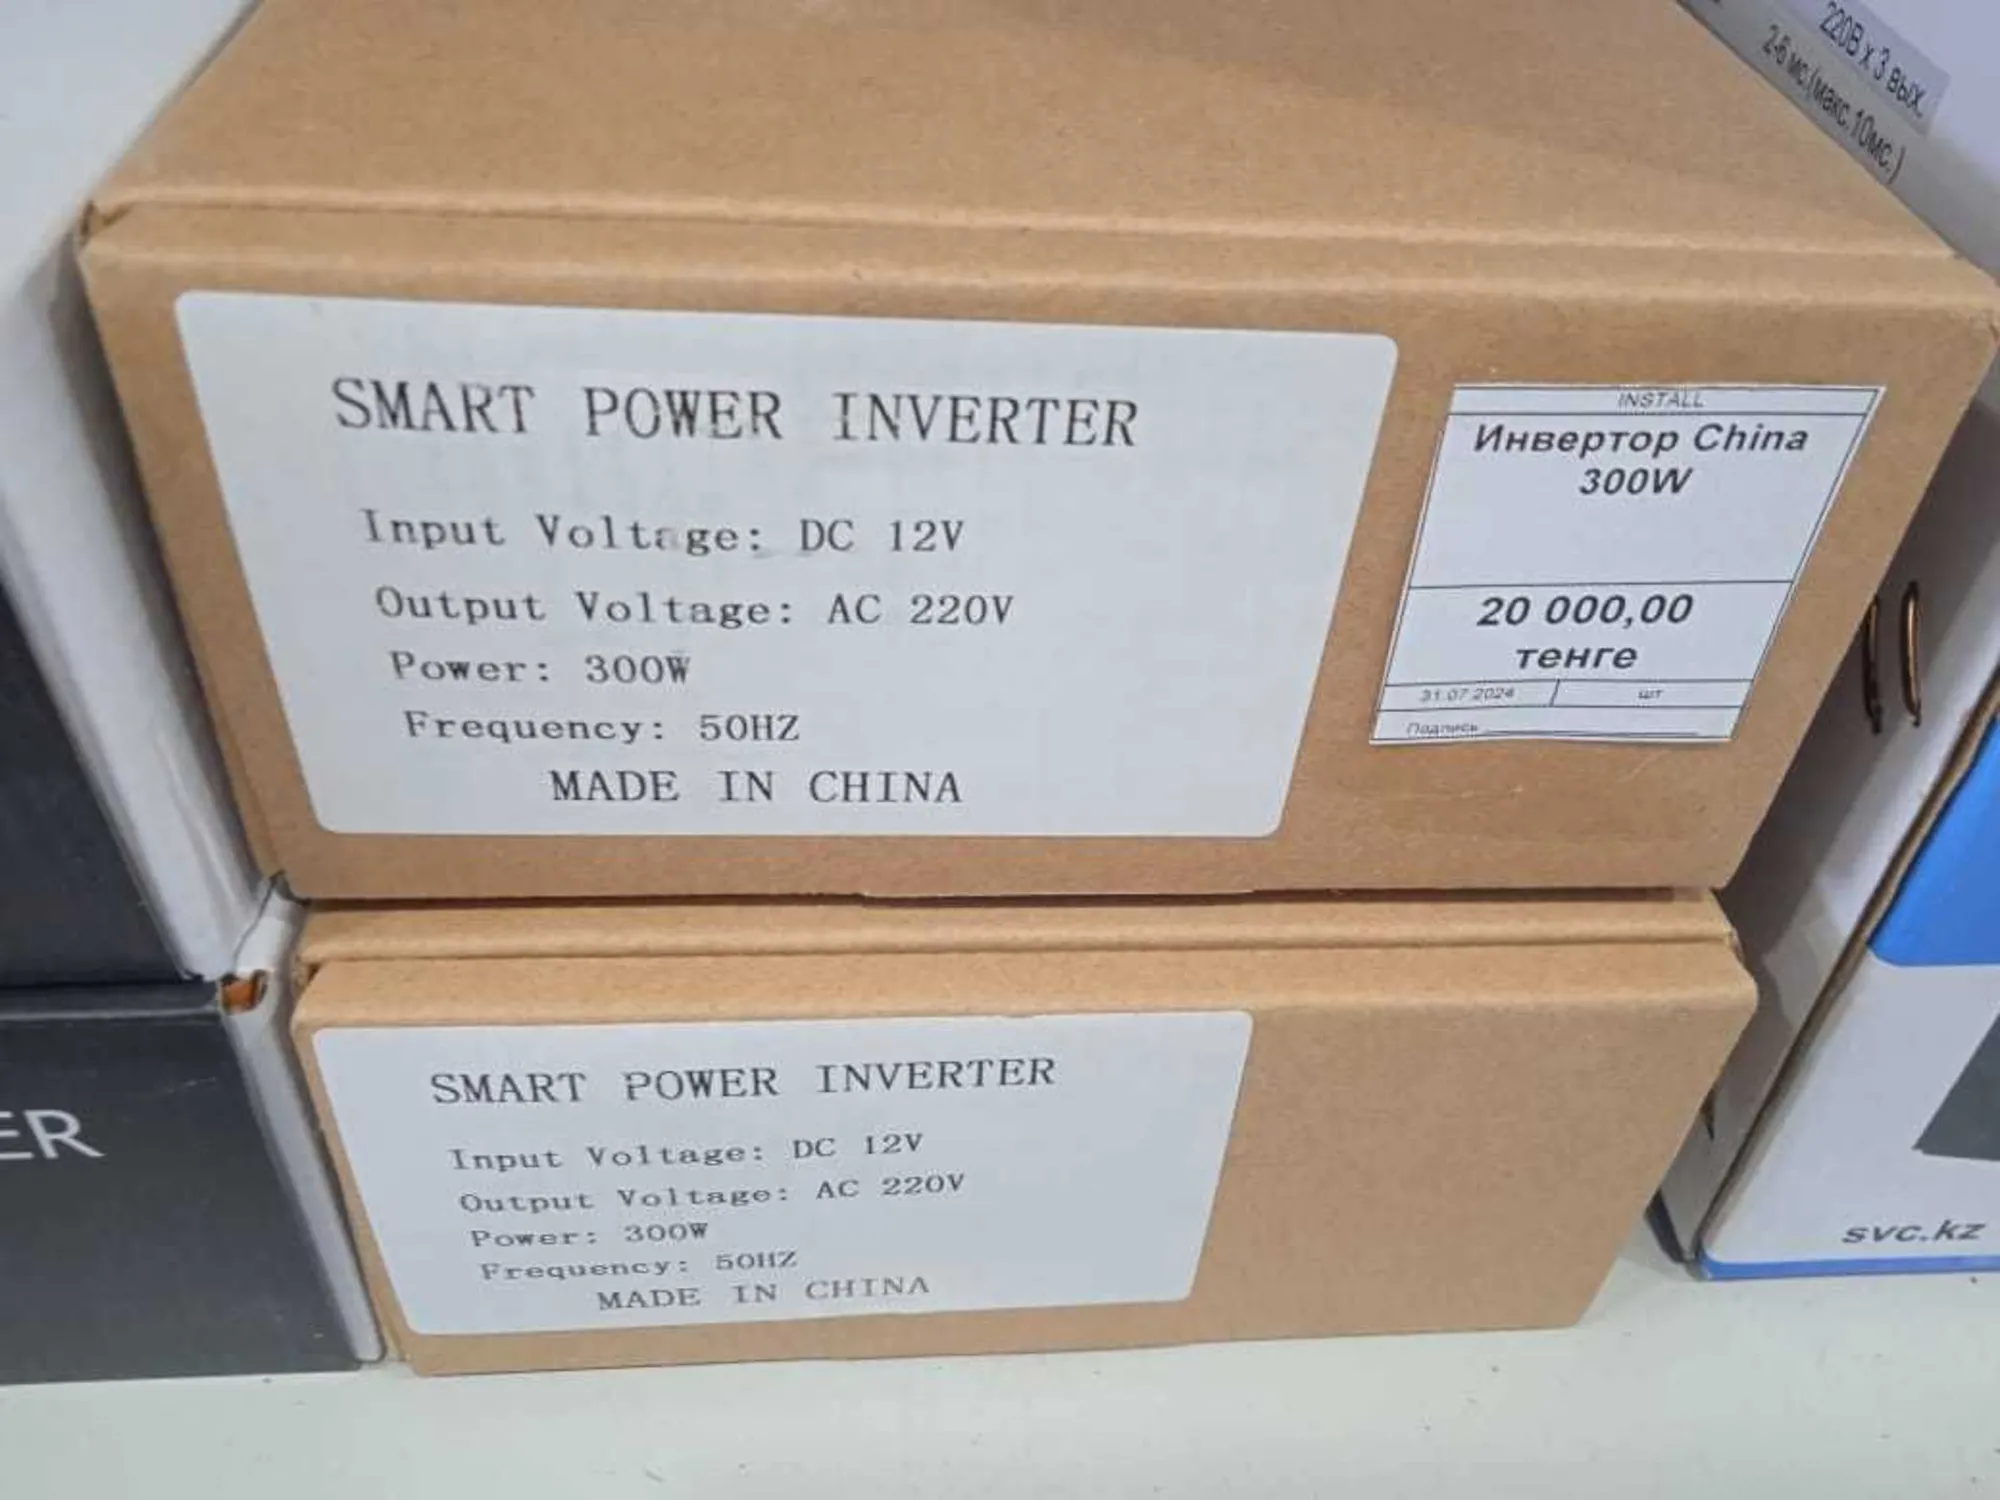 220В x 3 вых.
2-6 мс.(макс.10мс.)
SMART POWER INVERTER
Input Voltage: DC 12V
Output Voltage: AC 220V
Power: 300W
Frequency: 50HZ
MADE IN CHINA
INSTALL
Инвертор China
300W
20 000,00
тенге
31.07.2024 шт
Подпись
SMART POWER INVERTER
Input Voltage: DC 12V
Output Voltage: AC 220V
Power: 300W
Frequency: 50HZ
MADE IN CHINA
ER
svc.kz